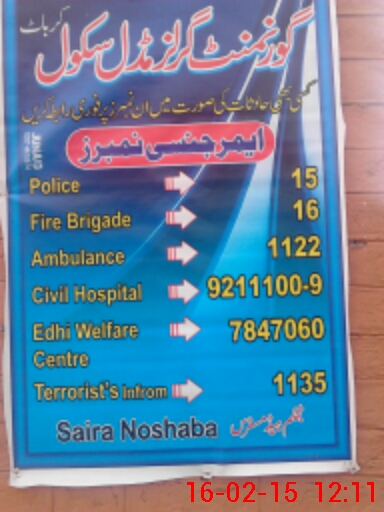 گورنمنٹ گرلز مڈل سکول
کسی بھی حادثات کی صورت میں ان نمبرز پر فوری رابطہ کریں
ایمرجنسی نمبرز
Police 15
Fire Brigade 16
Ambulance 1122
Civil Hospital 9211100-9
Edhi Welfare Centre 7847060
Terrorist's Infrom 1135
Saira Noshaba
16-02-15 12:11